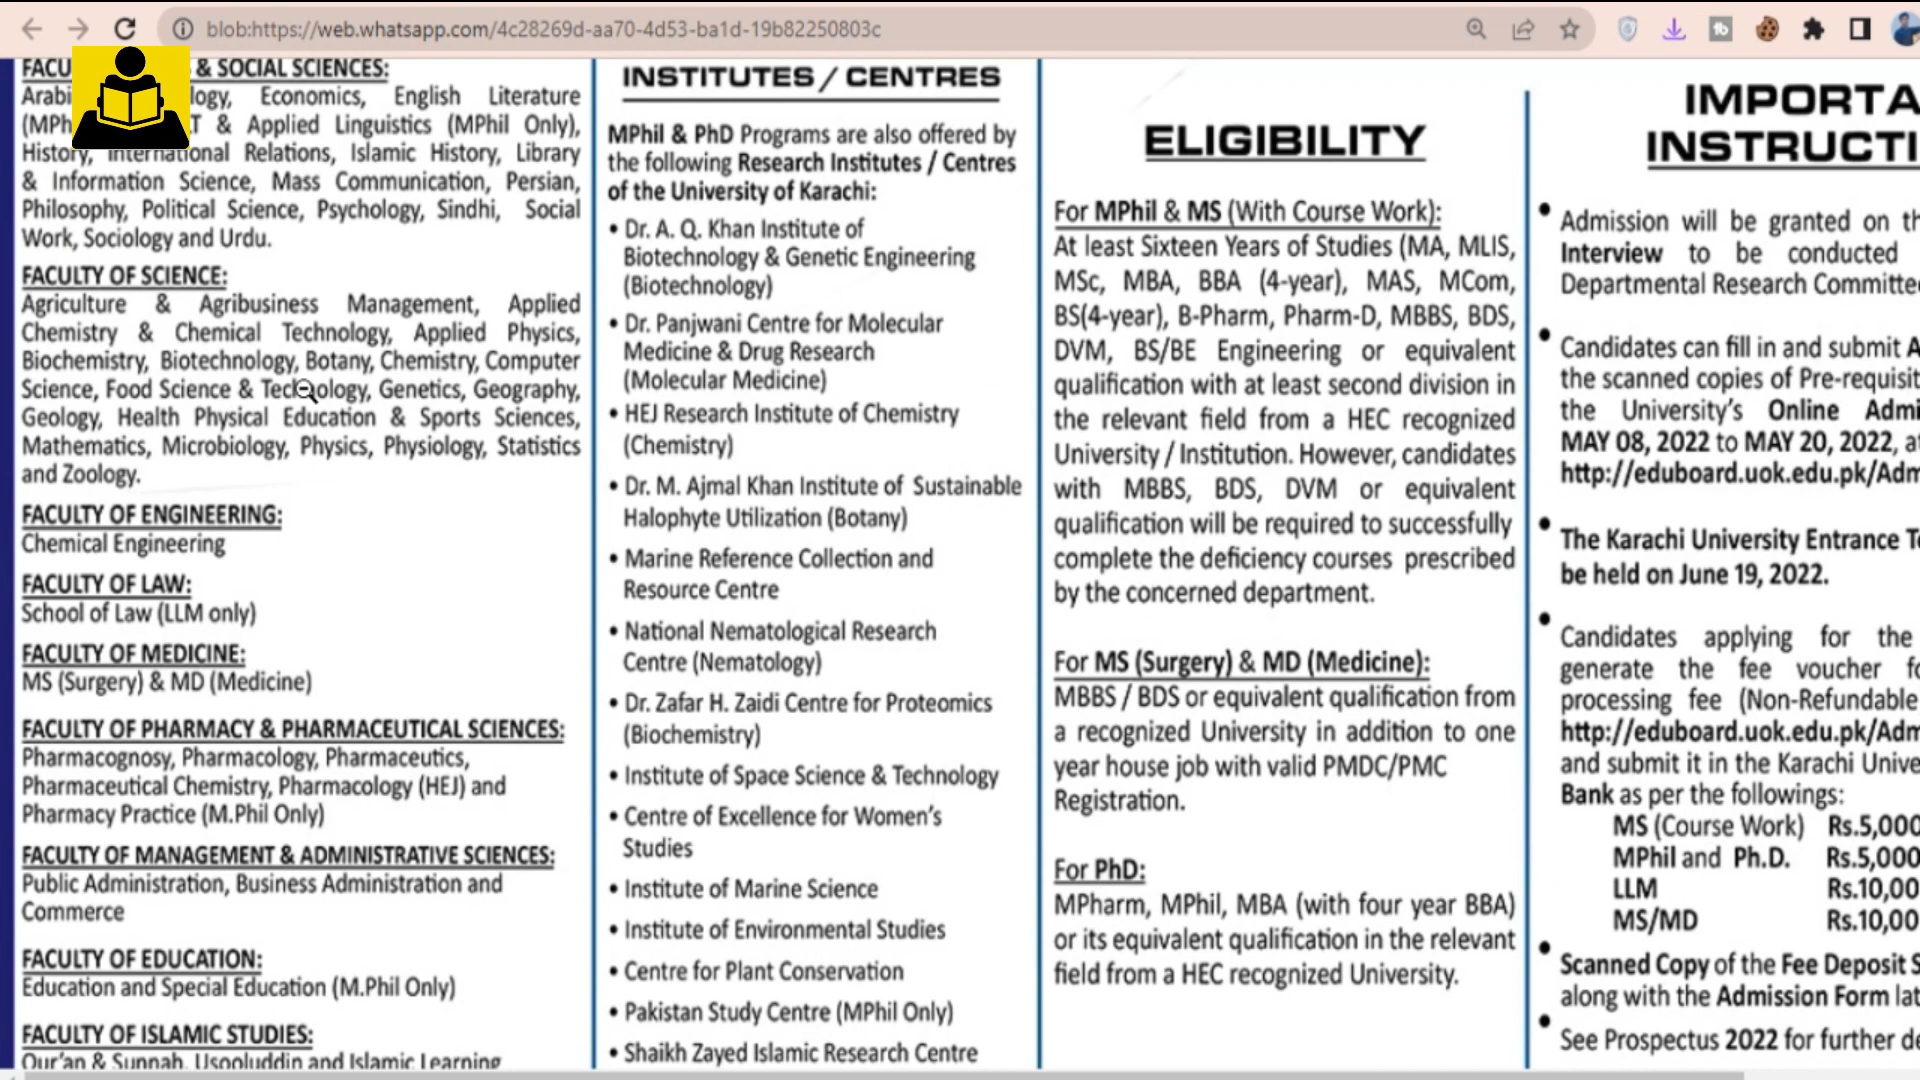 blob:https://web.whatsapp.com/4c28269d-aa70-4d53-ba1d-19b82250803c
& SOCIAL SCIENCES:
Economics, English Literature
& Applied Linguistics (MPhil Only),
History, International Relations, Islamic History, Library
& Information Science, Mass Communication, Persian,
Philosophy, Political Science, Psychology, Sindhi, Social
Work, Sociology and Urdu.
FACULTY OF SCIENCE:
Agriculture & Agribusiness Management, Applied
Chemistry & Chemical Technology, Applied Physics,
Biochemistry, Biotechnology, Botany, Chemistry, Computer
Science, Food Science & Technology, Genetics, Geography,
Geology, Health Physical Education & Sports Sciences,
Mathematics, Microbiology, Physics, Physiology, Statistics
and Zoology.
FACULTY OF ENGINEERING:
Chemical Engineering
FACULTY OF LAW:
School of Law (LLM only)
FACULTY OF MEDICINE:
MS (Surgery) & MD (Medicine)
FACULTY OF PHARMACY & PHARMACEUTICAL SCIENCES:
Pharmacognosy, Pharmacology, Pharmaceutics,
Pharmaceutical Chemistry, Pharmacology (HEJ) and
Pharmacy Practice (M.Phil Only)
FACULTY OF MANAGEMENT & ADMINISTRATIVE SCIENCES:
Public Administration, Business Administration and
Commerce
FACULTY OF EDUCATION:
Education and Special Education (M.Phil Only)
FACULTY OF ISLAMIC STUDIES:
Qur'an & Sunnah, Usooluddin and Islamic Learning
INSTITUTES / CENTRES
MPhil & PhD Programs are also offered by
the following Research Institutes / Centres
of the University of Karachi:
• Dr. A. Q. Khan Institute of
Biotechnology & Genetic Engineering
(Biotechnology)
• Dr. Panjwani Centre for Molecular
Medicine & Drug Research
(Molecular Medicine)
• HEJ Research Institute of Chemistry
(Chemistry)
• Dr. M. Ajmal Khan Institute of Sustainable
Halophyte Utilization (Botany)
• Marine Reference Collection and
Resource Centre
• National Nematological Research
Centre (Nematology)
• Dr. Zafar H. Zaidi Centre for Proteomics
(Biochemistry)
• Institute of Space Science & Technology
• Centre of Excellence for Women's
Studies
• Institute of Marine Science
• Institute of Environmental Studies
• Centre for Plant Conservation
• Pakistan Study Centre (MPhil Only)
• Shaikh Zayed Islamic Research Centre
ELIGIBILITY
For MPhil & MS (With Course Work):
At least Sixteen Years of Studies (MA, MLIS,
MSc, MBA, BBA (4-year), MAS, MCom,
BS(4-year), B-Pharm, Pharm-D, MBBS, BDS,
DVM, BS/BE Engineering or equivalent
qualification with at least second division in
the relevant field from a HEC recognized
University / Institution. However, candidates
with MBBS, BDS, DVM or equivalent
qualification will be required to successfully
complete the deficiency courses prescribed
by the concerned department.
For MS (Surgery) & MD (Medicine):
MBBS / BDS or equivalent qualification from
a recognized University in addition to one
year house job with valid PMDC/PMC
Registration.
For PhD:
MPharm, MPhil, MBA (with four year BBA)
or its equivalent qualification in the relevant
field from a HEC recognized University.
IMPORTA
INSTRUCTI
• Admission will be granted on th
Interview to be conducted
Departmental Research Committe
• Candidates can fill in and submit A
the scanned copies of Pre-requisit
the University's Online Admi
MAY 08, 2022 to MAY 20, 2022, at
http://eduboard.uok.edu.pk/Adm
• The Karachi University Entrance Te
be held on June 19, 2022.
• Candidates applying for the
generate the fee voucher fo
processing fee (Non-Refundable
http://eduboard.uok.edu.pk/Adm
and submit it in the Karachi Unive
Bank as per the followings:
MS (Course Work) Rs.5,000
MPhil and Ph.D. Rs.5,000
LLM Rs.10,00
MS/MD Rs.10,00
• Scanned Copy of the Fee Deposit S
along with the Admission Form lat
• See Prospectus 2022 for further de